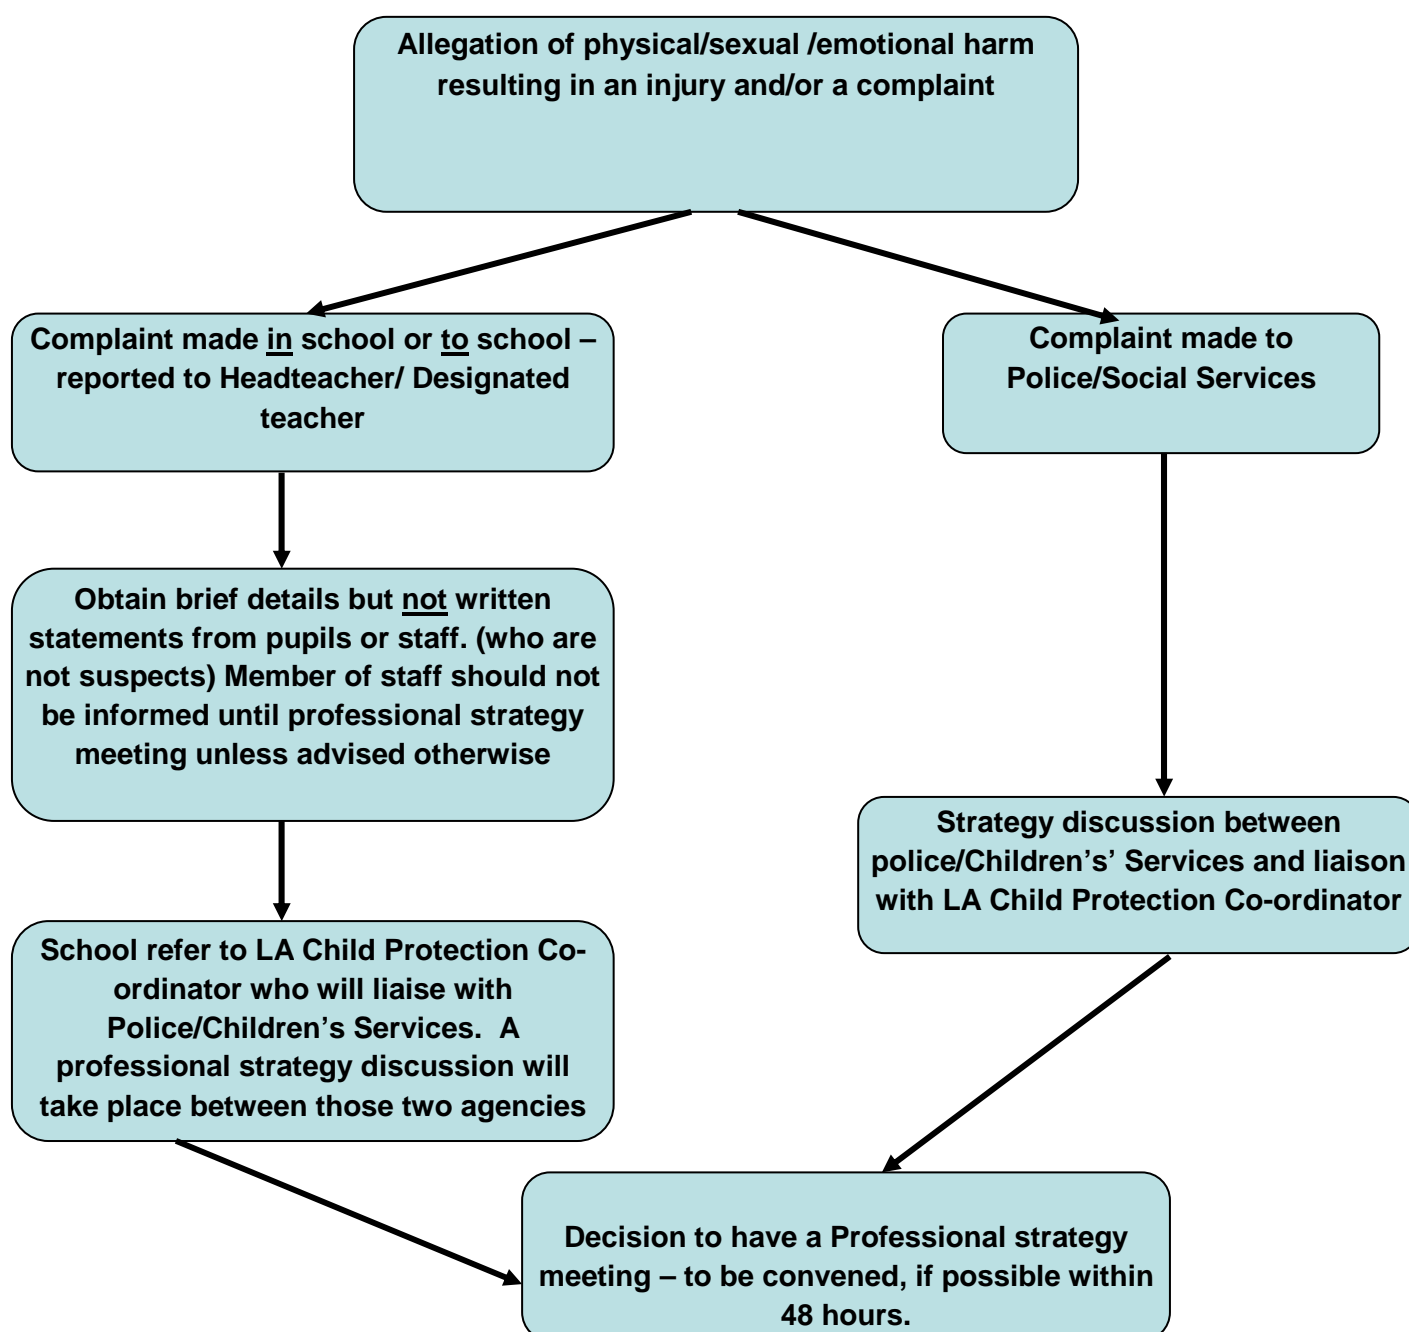 Allegation of physical/sexual /emotional harm
resulting in an injury and/or a complaint
Complaint made in school or to school –
reported to Headteacher/ Designated
teacher
Complaint made to
Police/Social Services
Obtain brief details but not written
statements from pupils or staff. (who are
not suspects) Member of staff should not
be informed until professional strategy
meeting unless advised otherwise
Strategy discussion between
police/Children’s’ Services and liaison
with LA Child Protection Co-ordinator
School refer to LA Child Protection Co-
ordinator who will liaise with
Police/Children’s Services.  A
professional strategy discussion will
take place between those two agencies
Decision to have a Professional strategy
meeting – to be convened, if possible within
48 hours.